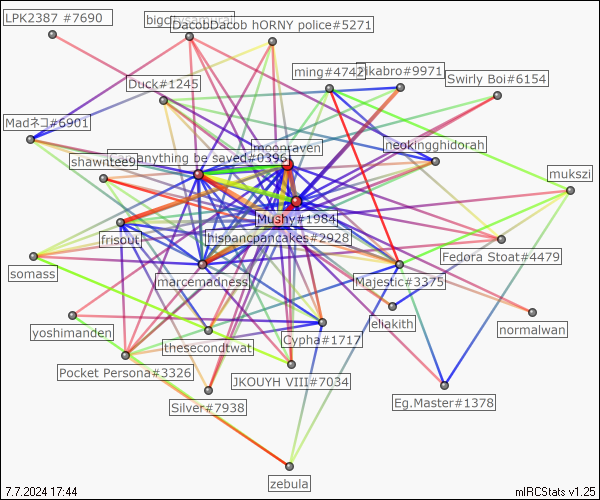 LPK2387 #7690
DacobDacob hORNY police#5271
ming#4742
ikabro#9971
Swirly Boi#6154
Duck#1245
Madネコ#6901
moonraven
neokingghidorah
shawntee9
anything be saved#0396
mukszi
Mushy#1984
frisout
hispancpancakes#2928
Fedora Stoat#4479
somass
marcemadness
Majestic#3375
eliakith
normalwan
yoshimanden
thesecondtwat
Cypha#1717
Pocket Persona#3326
JKOUYH VIII#7034
Silver#7938
Eg.Master#1378
zebula
7.7.2024 17:44
mIRCStats v1.25